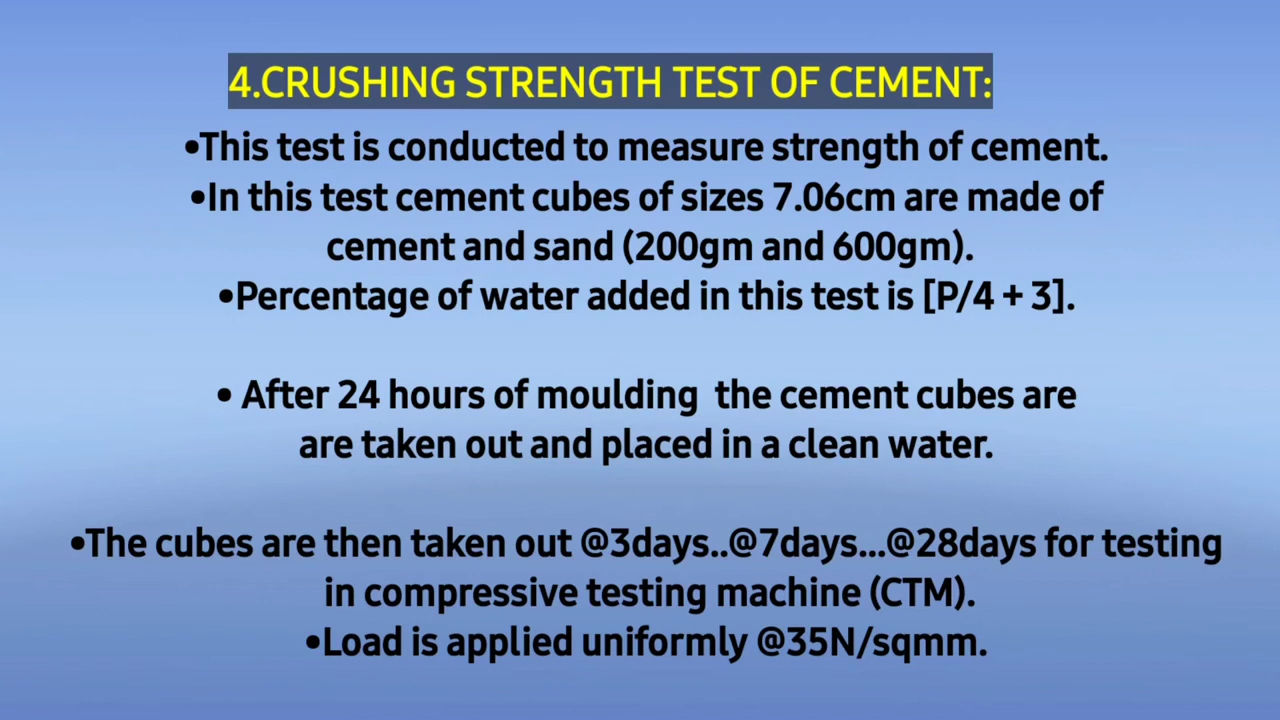 4.CRUSHING STRENGTH TEST OF CEMENT:
•This test is conducted to measure strength of cement.
•In this test cement cubes of sizes 7.06cm are made of
cement and sand (200gm and 600gm).
•Percentage of water added in this test is [P/4 + 3].
• After 24 hours of moulding  the cement cubes are
are taken out and placed in a clean water.
•The cubes are then taken out @3days..@7days...@28days for testing
in compressive testing machine (CTM).
•Load is applied uniformly @35N/sqmm.